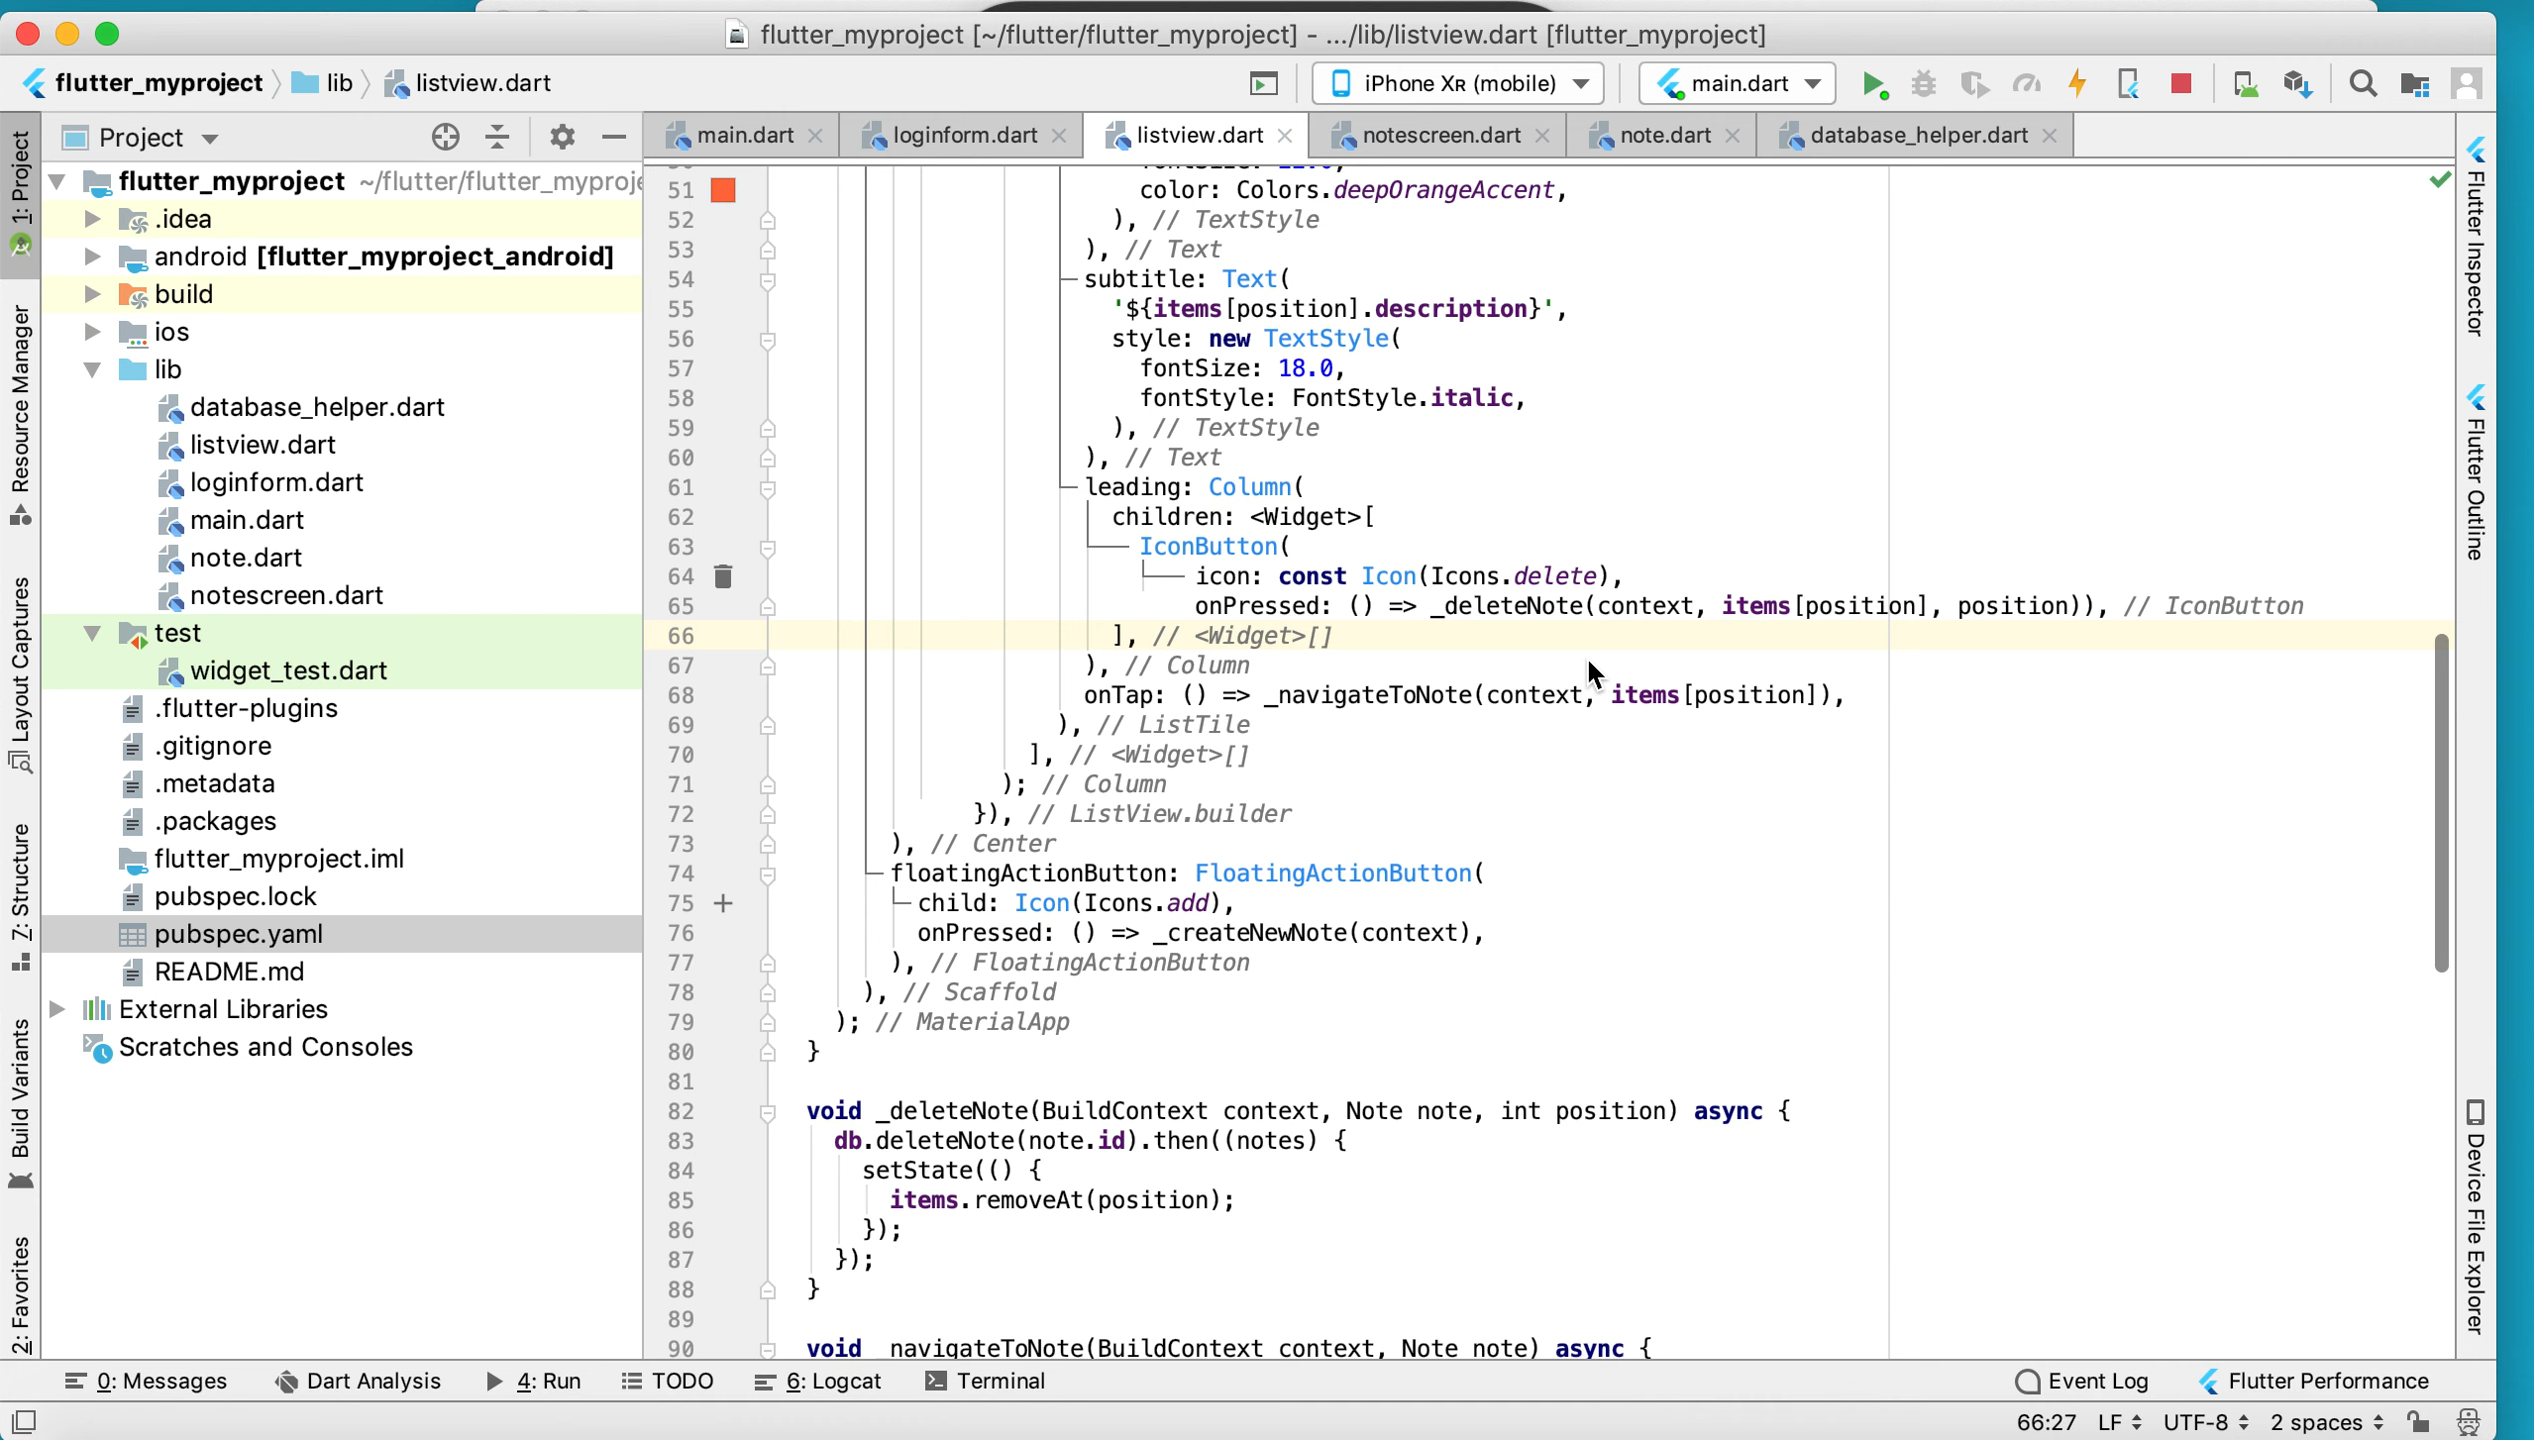 flutter_myproject [~/flutter/flutter_myproject] - .../lib/listview.dart [flutter_myproject]
flutter_myproject lib listview.dart
iPhone XR (mobile) main.dart
Project
main.dart loginform.dart listview.dart notescreen.dart note.dart database_helper.dart
flutter_myproject ~/flutter/flutter_myproje
.idea
android [flutter_myproject_android]
build
ios
lib
database_helper.dart
listview.dart
loginform.dart
main.dart
note.dart
notescreen.dart
test
widget_test.dart
.flutter-plugins
.gitignore
.metadata
.packages
flutter_myproject.iml
pubspec.lock
pubspec.yaml
README.md
External Libraries
Scratches and Consoles
1: Project
Resource Manager
Layout Captures
7: Structure
Build Variants
2: Favorites
51 color: Colors.deepOrangeAccent,
52 ), // TextStyle
53 ), // Text
54 subtitle: Text(
55 '${items[position].description}',
56 style: new TextStyle(
57 fontSize: 18.0,
58 fontStyle: FontStyle.italic,
59 ), // TextStyle
60 ), // Text
61 leading: Column(
62 children: <Widget>[
63 IconButton(
64 icon: const Icon(Icons.delete),
65 onPressed: () => _deleteNote(context, items[position], position)), // IconButton
66 ], // <Widget>[]
67 ), // Column
68 onTap: () => _navigateToNote(context, items[position]),
69 ), // ListTile
70 ], // <Widget>[]
71 ); // Column
72 }), // ListView.builder
73 ), // Center
74 floatingActionButton: FloatingActionButton(
75 child: Icon(Icons.add),
76 onPressed: () => _createNewNote(context),
77 ), // FloatingActionButton
78 ), // Scaffold
79 ); // MaterialApp
80 }
81
82 void _deleteNote(BuildContext context, Note note, int position) async {
83 db.deleteNote(note.id).then((notes) {
84 setState(() {
85 items.removeAt(position);
86 });
87 });
88 }
89
90 void _navigateToNote(BuildContext context, Note note) async {
Flutter Inspector
Flutter Outline
Device File Explorer
0: Messages Dart Analysis 4: Run TODO 6: Logcat Terminal Event Log Flutter Performance
66:27 LF UTF-8 2 spaces